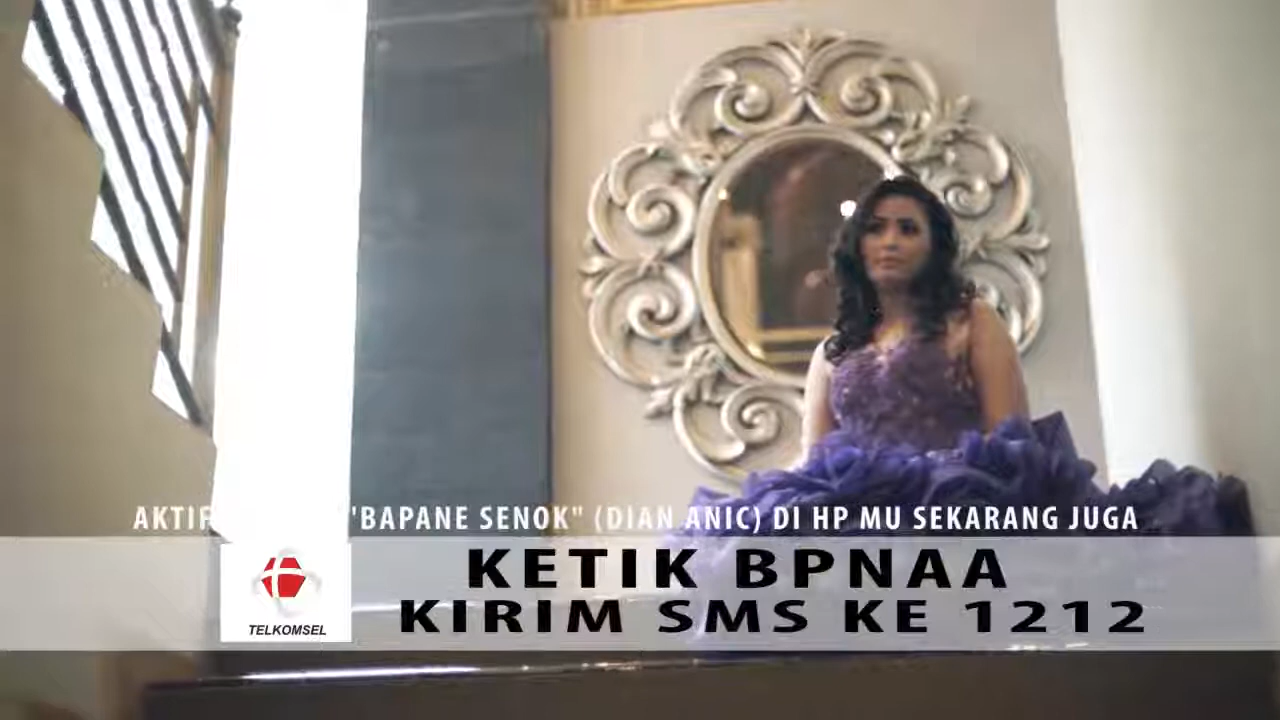 AKTIF "BAPANE SENOK" (DIAN ANIC) DI HP MU SEKARANG JUGA
KETIK BPNAA
KIRIM SMS KE 1212
TELKOMSEL